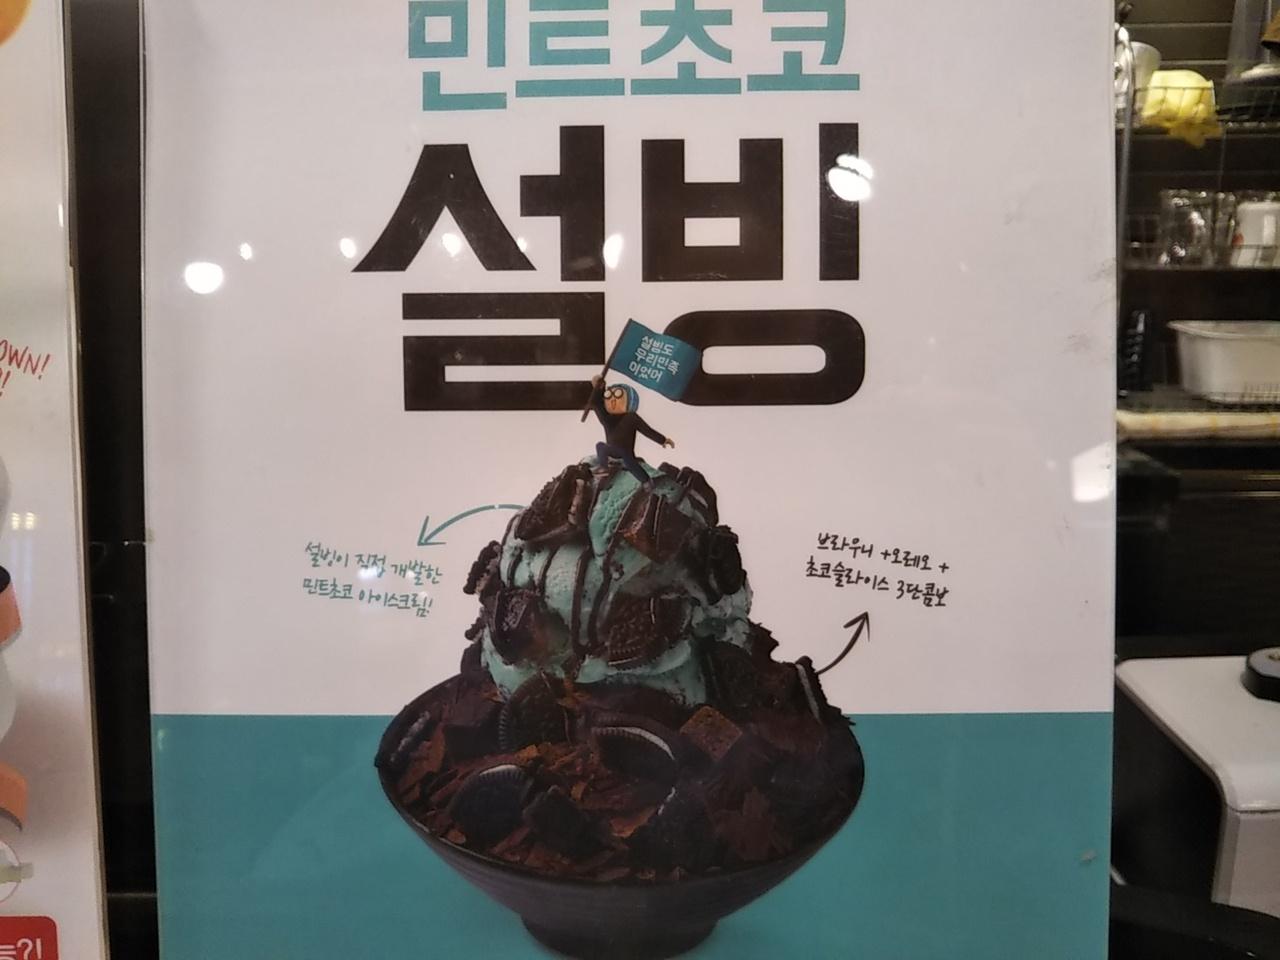 민트초코
설빙
설빙도
우리민족
이었어
설빙이 직접 개발한
민트초코 아이스크림!
브라우니 +오레오 +
초코슬라이스 3단콤보
OWN!